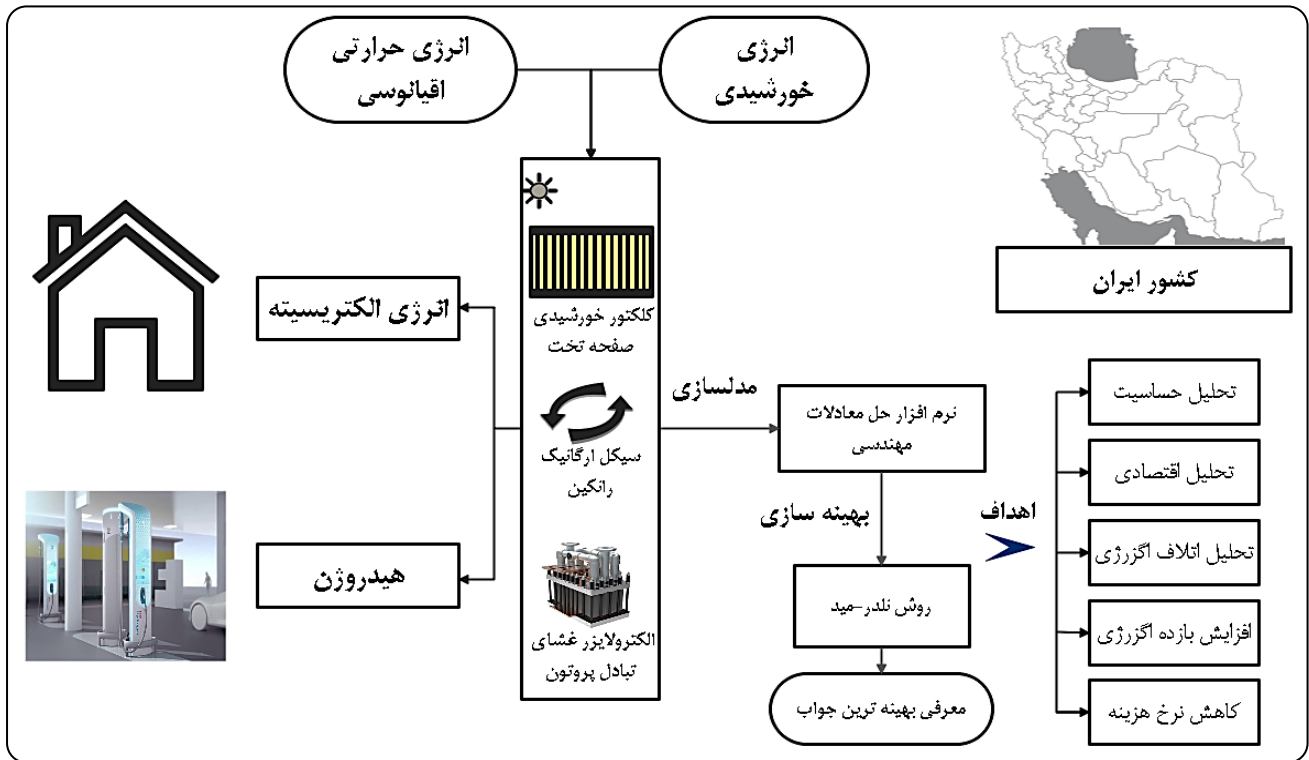 انرژی حرارتی
اقیانوسی
انرژی
خورشیدی
کشور ایران
کلکتور خورشیدی
صفحه تخت
سیکل ارگانیک
رانکین
الکترولایزر غشای
تبادل پروتون
انرژی الکتریسیته
هیدروژن
مدلسازی
نرم افزار حل معادلات
مهندسی
بهینه سازی
روش نلدر-مید
معرفی بهینه ترین جواب
اهداف
تحلیل حساسیت
تحلیل اقتصادی
تحلیل اتلاف اگزرژی
افزایش بازده اگزرژی
کاهش نرخ هزینه